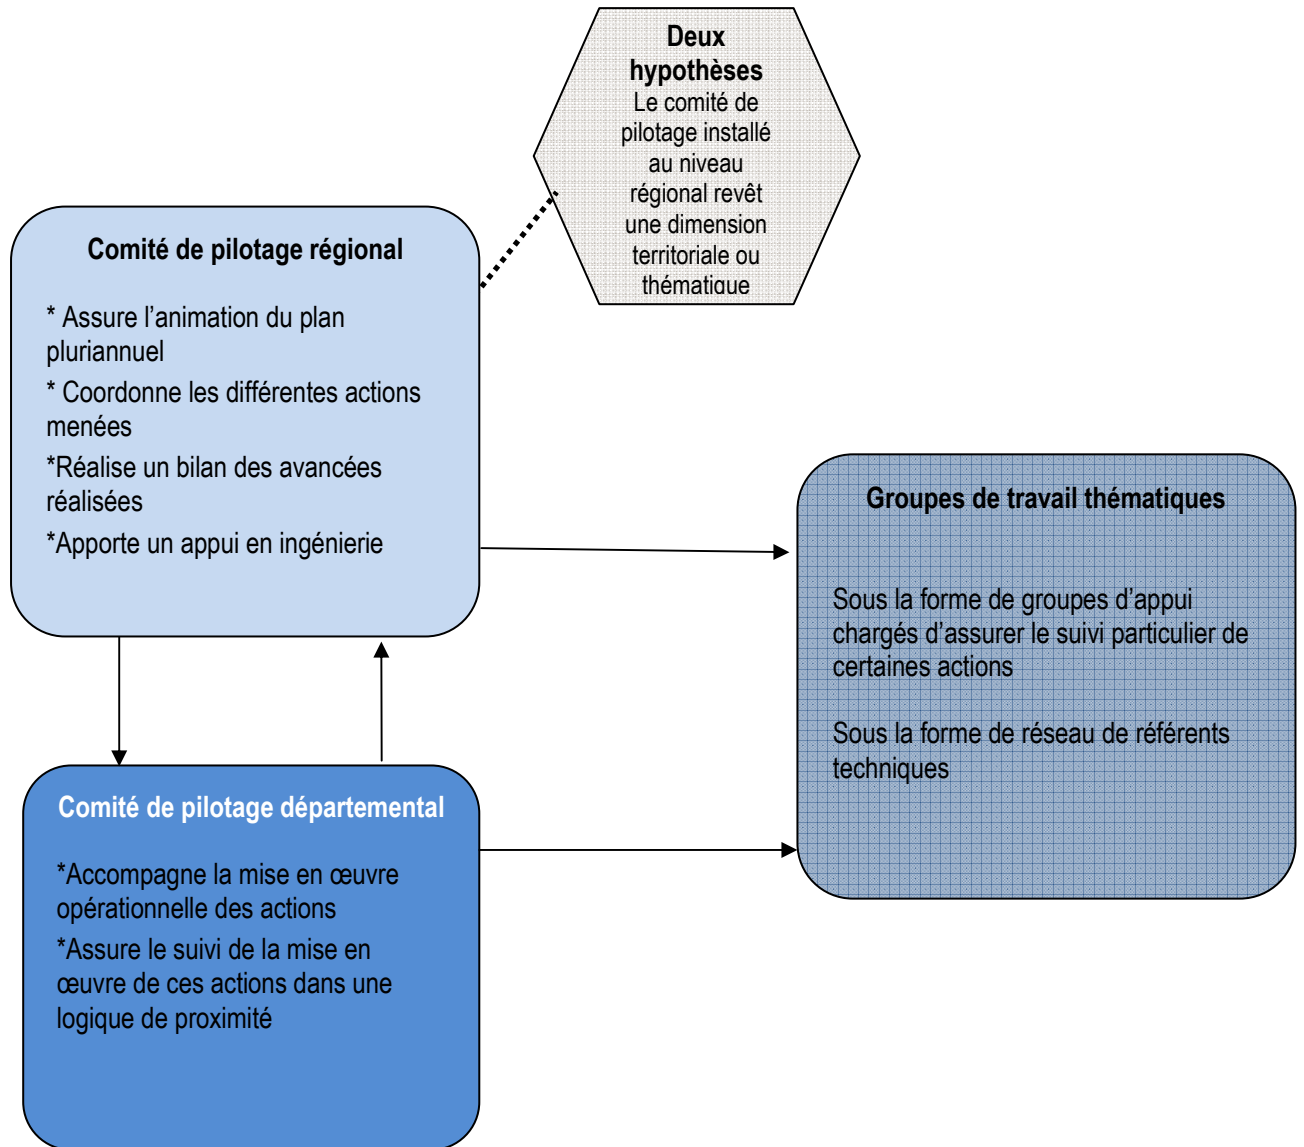 Deux
hypothèses
Le comité de
pilotage installé
au niveau
régional revêt
une dimension
territoriale ou
thématique
Comité de pilotage régional
* Assure l’animation du plan
pluriannuel
* Coordonne les différentes actions
menées
*Réalise un bilan des avancées
réalisées
*Apporte un appui en ingénierie
Groupes de travail thématiques
Sous la forme de groupes d’appui
chargés d’assurer le suivi particulier de
certaines actions
Sous la forme de réseau de référents
techniques
Comité de pilotage départemental
*Accompagne la mise en œuvre
opérationnelle des actions
*Assure le suivi de la mise en
œuvre de ces actions dans une
logique de proximité